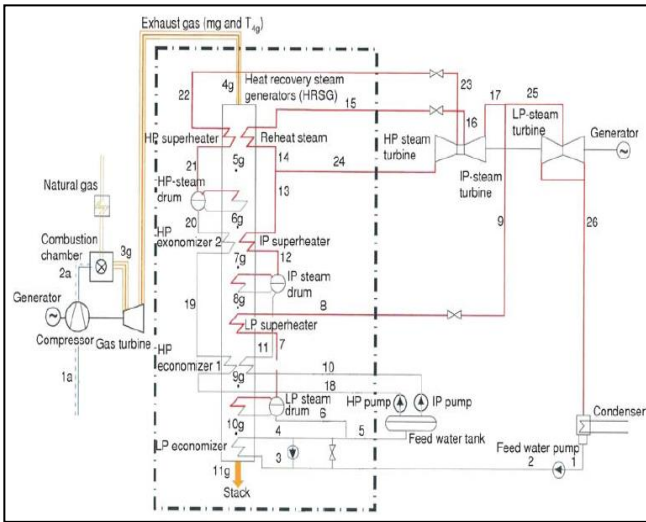 Exhaust gas (mg and T4g)
4g
Heat recovery steam
generators (HRSG)
23
22
15
17
25
16
LP-steam
turbine
HP superheater
Reheat steam
HP steam
turbine
Generator
5g
14
24
IP-steam
turbine
21
HP-steam
drum
13
Natural gas
20
6g
9
26
HP
exonomizer 2
IP superheater
Combustion
chamber
3g
7g
12
2a
IP steam
drum
19
8g
8
Generator
LP superheater
Compressor
Gas turbine
11
7
HP
economizer 1
10
1a
9g
18
HP pump
IP pump
LP steam
drum
Condenser
10g
6
4
5
Feed water tank
LP economizer
Feed water pump
3
2
1
11g
Stack